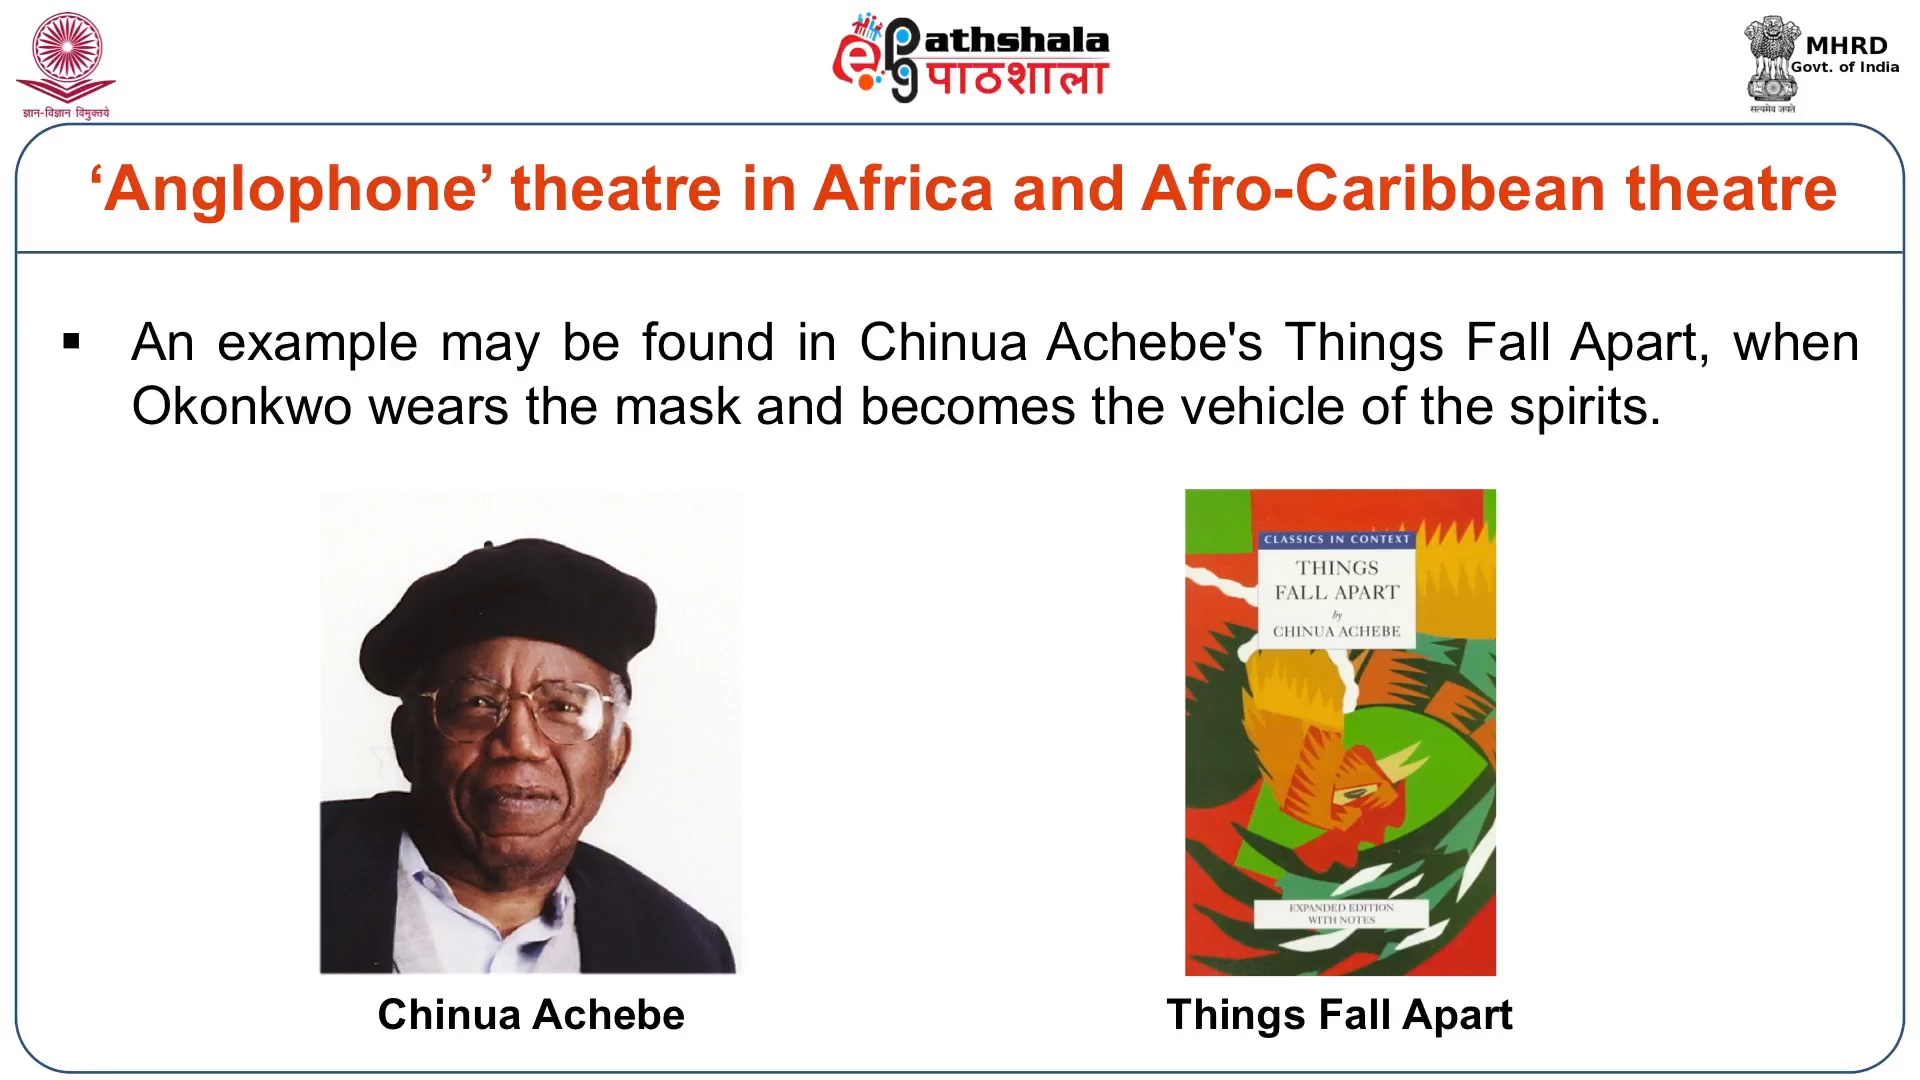 ज्ञान-विज्ञान विमुक्तये
ePathshala
पाठशाला
MHRD
Govt. of India
सत्यमेव जयते
‘Anglophone’ theatre in Africa and Afro-Caribbean theatre
▪ An example may be found in Chinua Achebe's Things Fall Apart, when
Okonkwo wears the mask and becomes the vehicle of the spirits.
CLASSICS IN CONTEXT
THINGS
FALL APART
by
CHINUA ACHEBE
EXPANDED EDITION
WITH NOTES
Chinua Achebe
Things Fall Apart